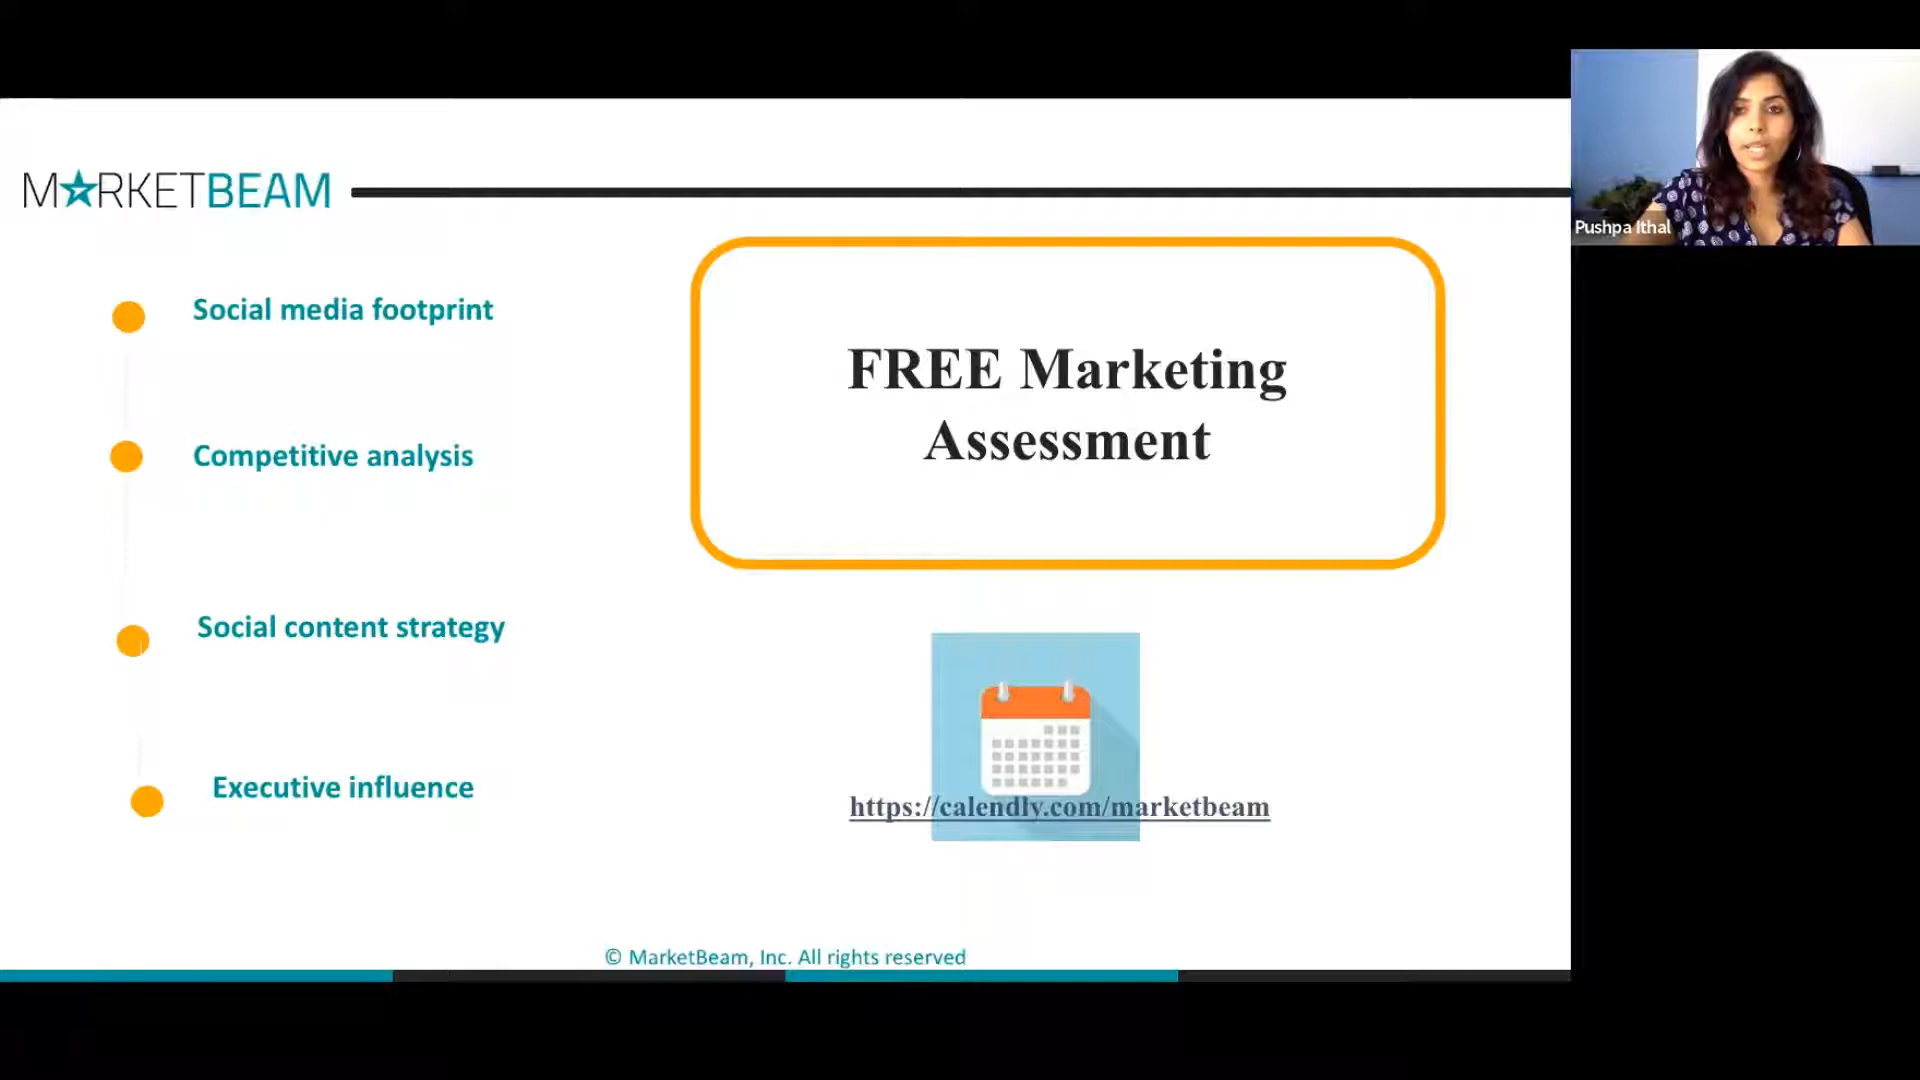 M★RKETBEAM
Pushpa Ithal
Social media footprint
Competitive analysis
Social content strategy
Executive influence
FREE Marketing
Assessment
https://calendly.com/marketbeam
© MarketBeam, Inc. All rights reserved